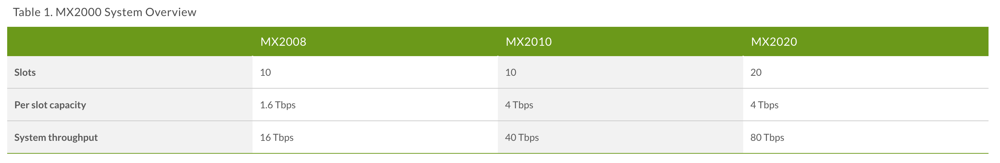 Table 1. MX2000 System Overview
MX2008 MX2010 MX2020
Slots 10 10 20
Per slot capacity 1.6 Tbps 4 Tbps 4 Tbps
System throughput 16 Tbps 40 Tbps 80 Tbps